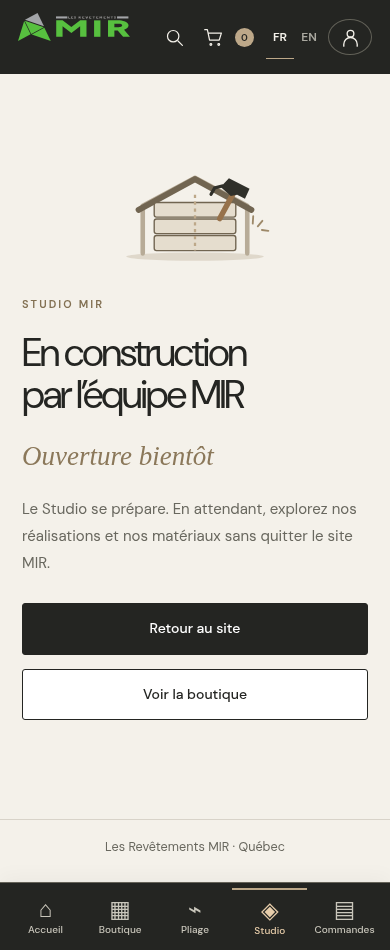 LES REVÊTEMENTS
MIR
0
FR
EN
STUDIO MIR
En construction
par l'équipe MIR
Ouverture bientôt
Le Studio se prépare. En attendant, explorez nos
réalisations et nos matériaux sans quitter le site
MIR.
Retour au site
Voir la boutique
Les Revêtements MIR · Québec
Accueil
Boutique
Pliage
Studio
Commandes